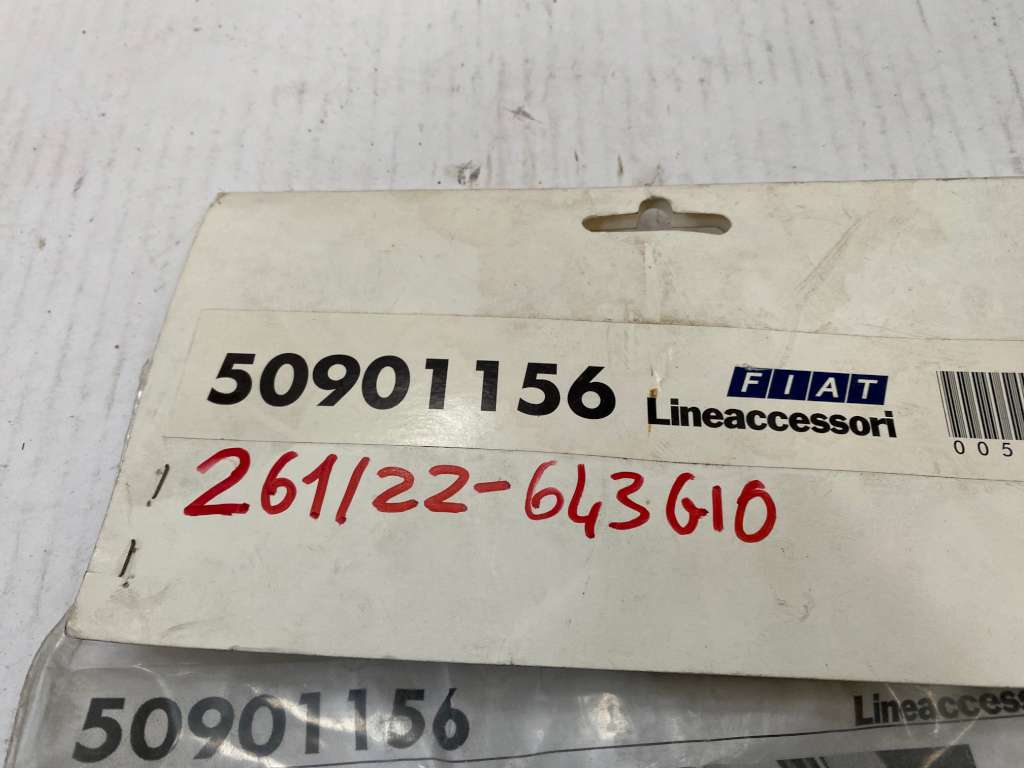 50901156
FIAT
Lineaccessori
005
261/22-643G10
50901156
Lineaccess